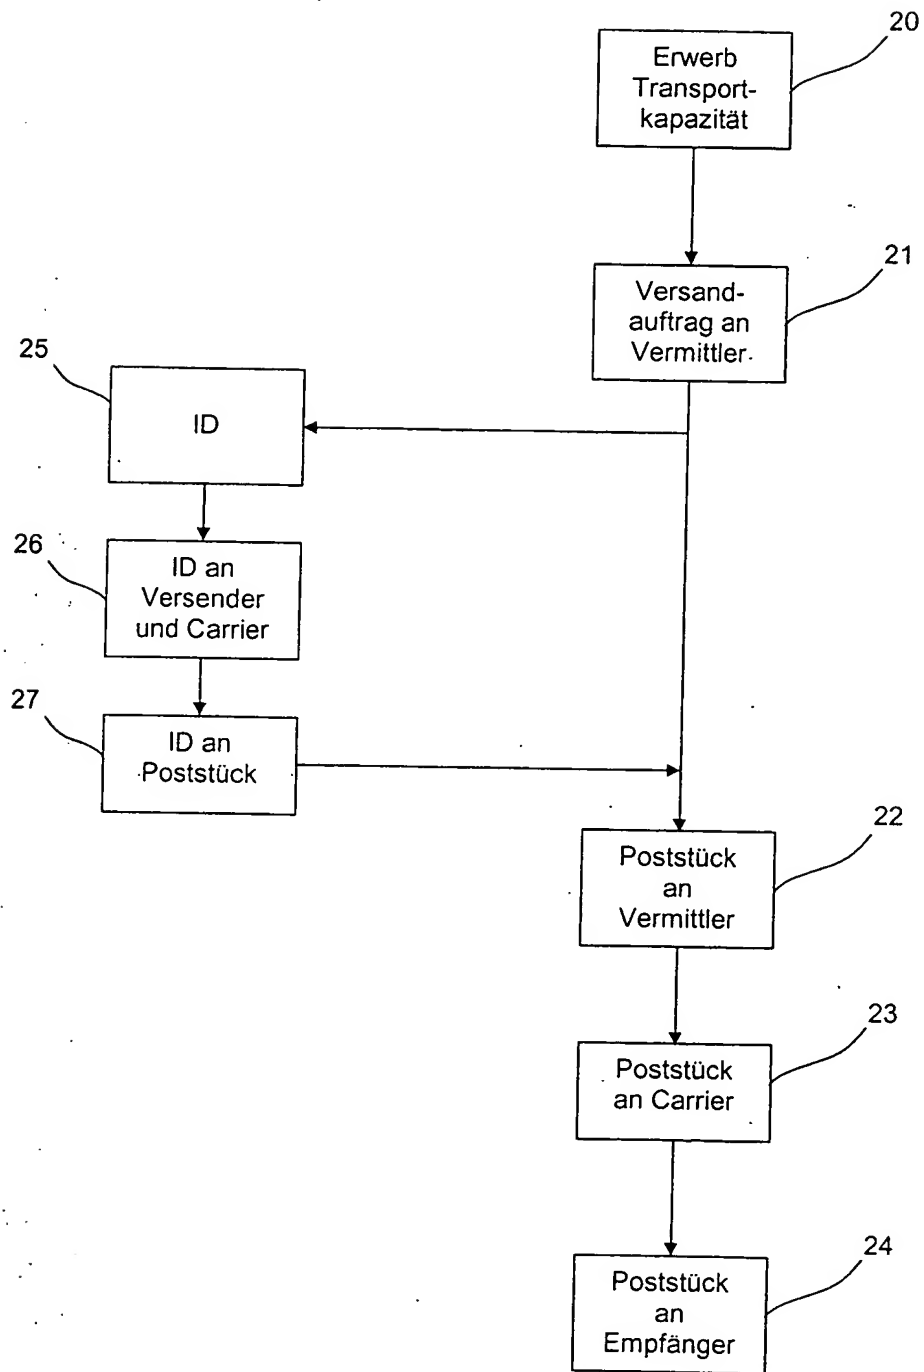 20
Erwerb
Transport-
kapazität
21
Versand-
auftrag an
Vermittler
25
ID
26
ID an
Versender
und Carrier
27
ID an
Poststück
22
Poststück
an
Vermittler
23
Poststück
an Carrier
24
Poststück
an
Empfänger